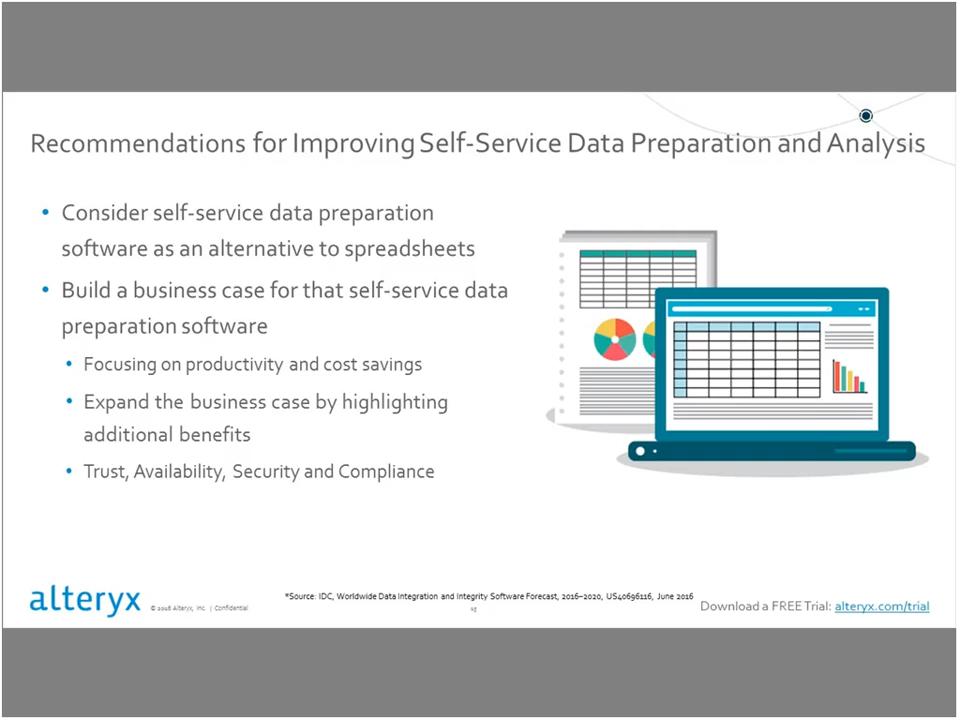 Recommendations for Improving Self-Service Data Preparation and Analysis
• Consider self-service data preparation
software as an alternative to spreadsheets
• Build a business case for that self-service data
preparation software
• Focusing on productivity and cost savings
• Expand the business case by highlighting
additional benefits
• Trust, Availability, Security and Compliance
*Source: IDC, Worldwide Data Integration and Integrity Software Forecast, 2016–2020, US40696116, June 2016
alteryx
© 2016 Alteryx, Inc. | Confidential
Download a FREE Trial: alteryx.com/trial